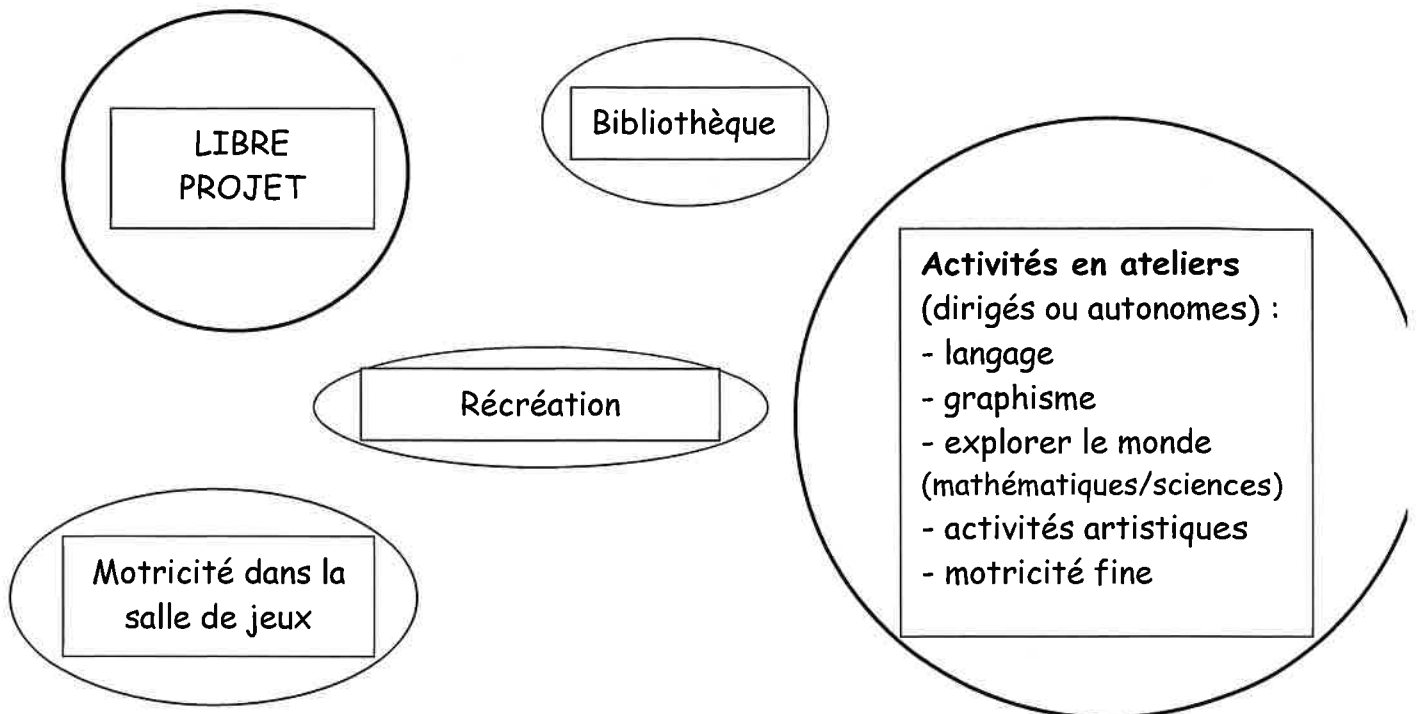 LIBRE
PROJET
Bibliothèque
Activités en ateliers
(dirigés ou autonomes) :
- langage
- graphisme
- explorer le monde
(mathématiques/sciences)
- activités artistiques
- motricité fine
Récréation
Motricité dans la
salle de jeux